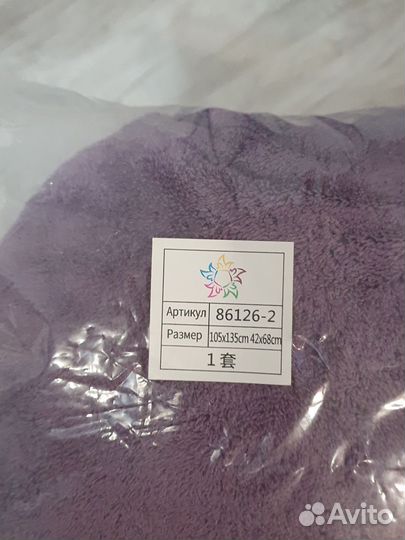 Артикул 86126-2
Размер 105x135cm 42x68cm
1套
Avito